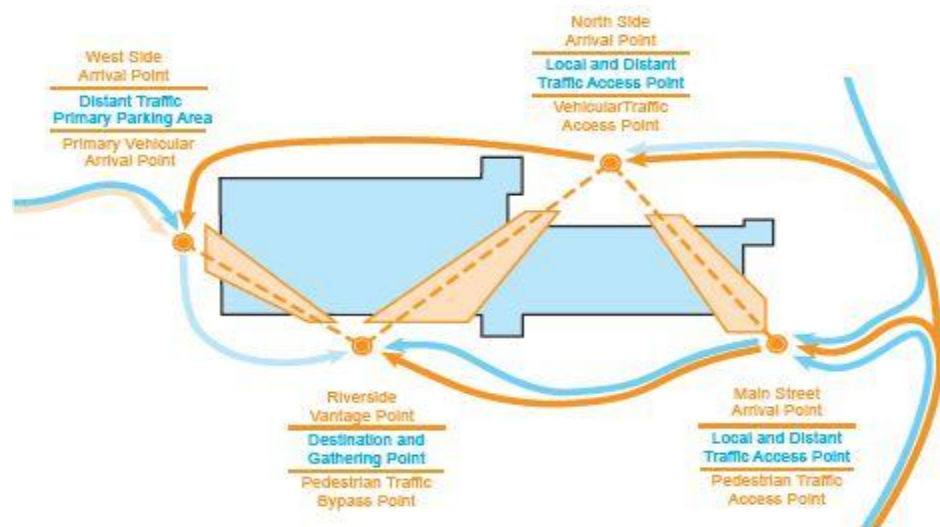 North Side
Arrival Point
Local and Distant
Traffic Access Point
VehicularTraffic
Access Point
West Side
Arrival Point
Distant Traffic
Primary Parking Area
Primary Vehicular
Arrival Point
Riverside
Vantage Point
Destination and
Gathering Point
Pedestrian Traffic
Bypass Point
Main Street
Arrival Point
Local and Distant
Traffic Access Point
Pedestrian Traffic
Access Point